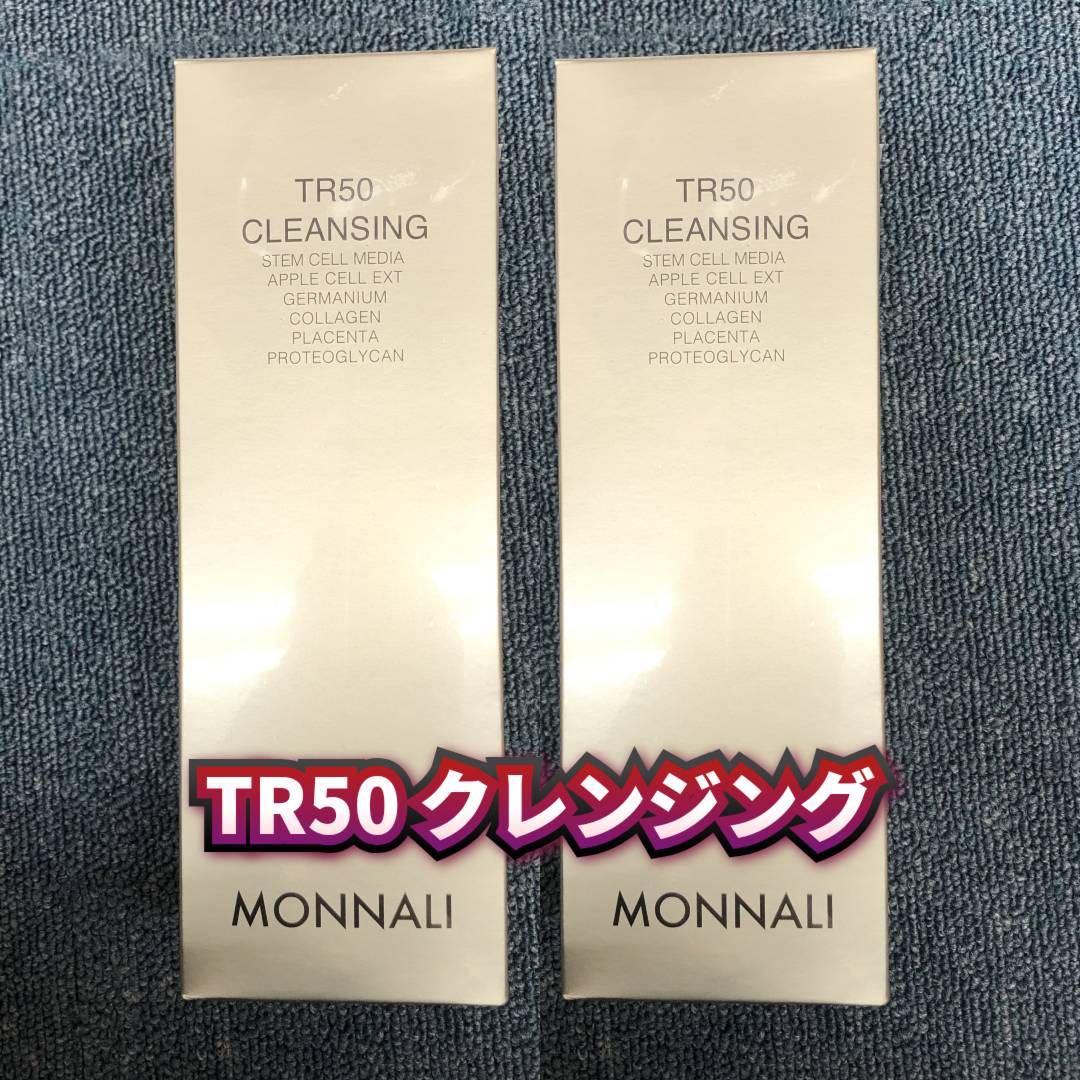 TR50
CLEANSING
STEM CELL MEDIA
APPLE CELL EXT
GERMANIUM
COLLAGEN
PLACENTA
PROTEOGLYCAN
TR50
CLEANSING
STEM CELL MEDIA
APPLE CELL EXT
GERMANIUM
COLLAGEN
PLACENTA
PROTEOGLYCAN
TR50 クレンジング
MONNALI
MONNALI